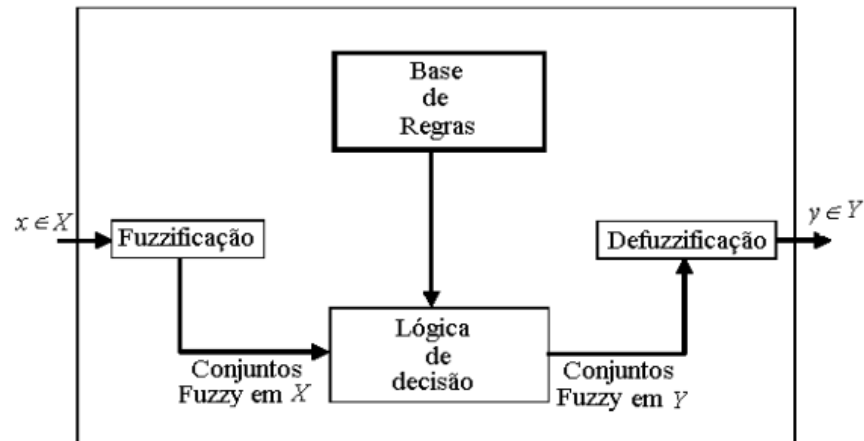 Base
de
Regras
x ∈ X
Fuzzificação
y ∈ Y
Defuzzificação
Lógica
de
decisão
Conjuntos
Fuzzy em X
Conjuntos
Fuzzy em Y